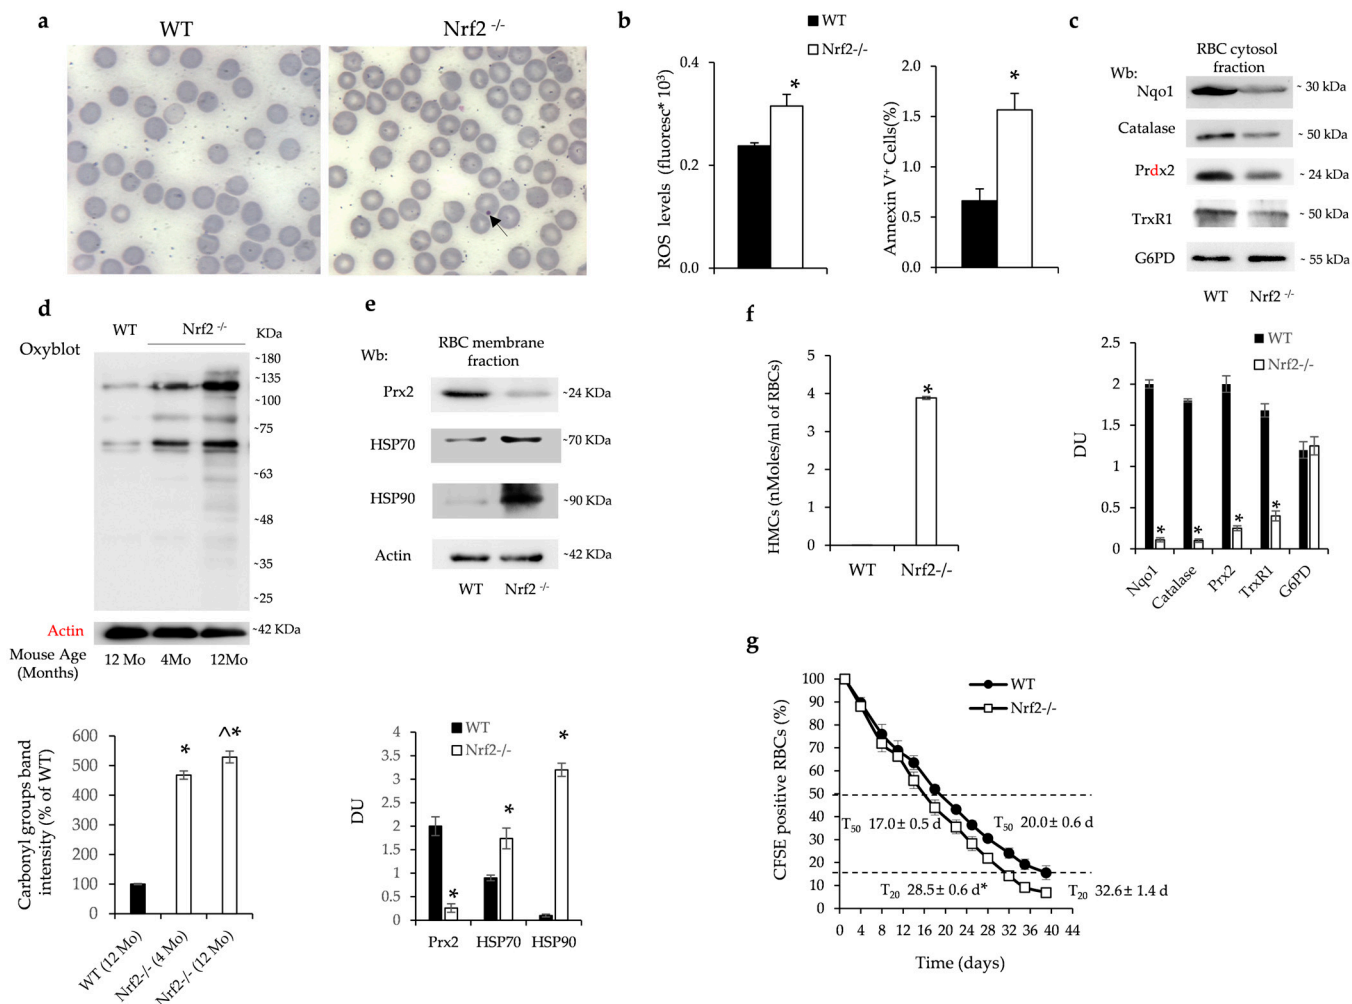 a
WT
Nrf2 -/-
b
WT
Nrf2-/-
ROS levels (fluoresc* 10³)
0.4
0.2
0.0
*
Annexin V⁺ Cells(%)
2.0
1.5
1.0
0.5
0.0
*
c
RBC cytosol
fraction
Wb:
Nqo1
~ 30 kDa
Catalase
~ 50 kDa
Prdx2
~ 24 kDa
TrxR1
~ 50 kDa
G6PD
~ 55 kDa
WT
Nrf2 -/-
d
WT
Nrf2 -/-
Oxyblot
KDa
~180
~135
~100
~75
~63
~48
~35
~25
Actin
~42 KDa
Mouse Age
(Months)
12 Mo
4Mo
12Mo
Carbonyl groups band
intensity (% of WT)
600
500
400
300
200
100
0
*
^*
WT (12 Mo)
Nrf2-/- (4 Mo)
Nrf2-/- (12 Mo)
e
Wb:
RBC membrane
fraction
Prx2
~24 KDa
HSP70
~70 KDa
HSP90
~90 KDa
Actin
~42 KDa
WT
Nrf2 -/-
WT
Nrf2-/-
DU
4
3.5
3
2.5
2
1.5
1
0.5
0
*
*
*
Prx2
HSP70
HSP90
f
HMCs (nMoles/ml of RBCs)
5
4
3
2
1
0
*
WT
Nrf2-/-
WT
Nrf2-/-
DU
2.5
2
1.5
1
0.5
0
*
*
*
*
Nqo1
Catalase
Prx2
TrxR1
G6PD
g
WT
Nrf2-/-
CFSE positive RBCs (%)
100
90
80
70
60
50
40
30
20
10
0
T50 17.0± 0.5 d
T50 20.0± 0.6 d
T20 28.5± 0.6 d*
T20 32.6± 1.4 d
0 4 8 12 16 20 24 28 32 36 40 44
Time (days)